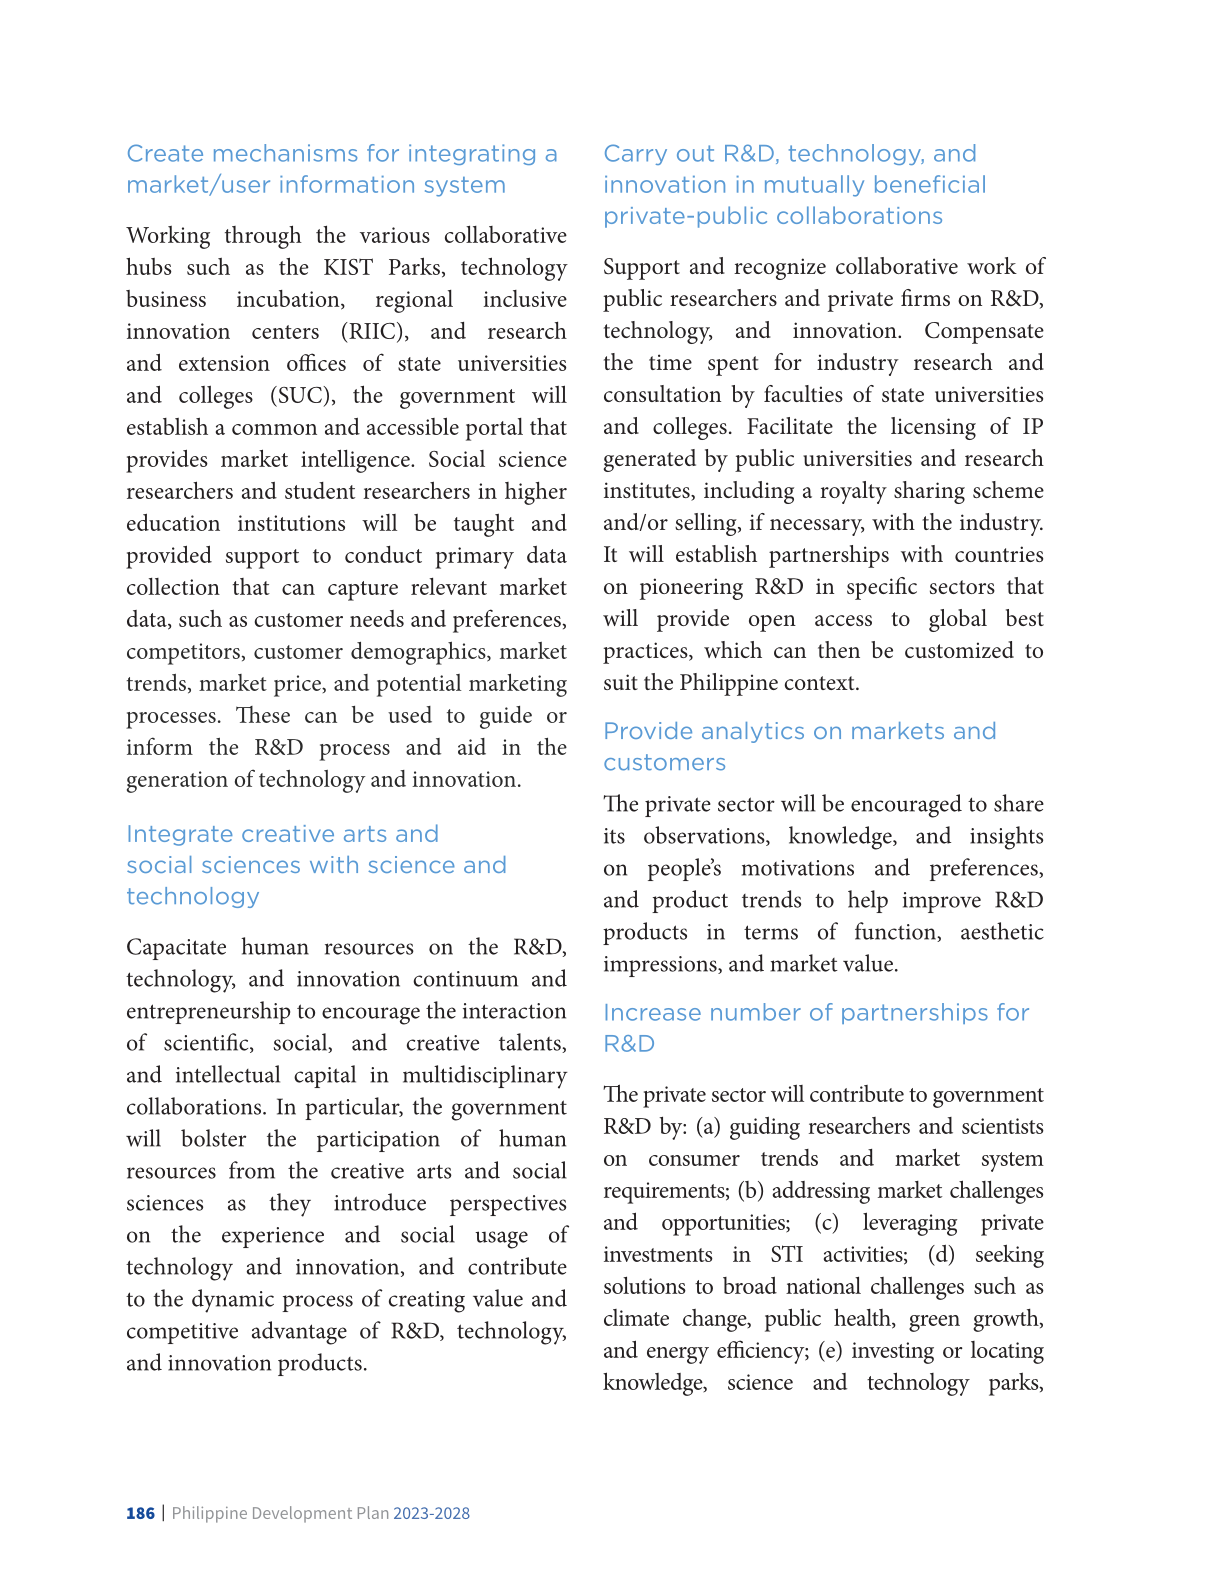 Create mechanisms for integrating a
market/user information system
Working through the various collaborative
hubs such as the KIST Parks, technology
business incubation, regional inclusive
innovation centers (RIIC), and research
and extension offices of state universities
and colleges (SUC), the government will
establish a common and accessible portal that
provides market intelligence. Social science
researchers and student researchers in higher
education institutions will be taught and
provided support to conduct primary data
collection that can capture relevant market
data, such as customer needs and preferences,
competitors, customer demographics, market
trends, market price, and potential marketing
processes. These can be used to guide or
inform the R&D process and aid in the
generation of technology and innovation.
Integrate creative arts and
social sciences with science and
technology
Capacitate human resources on the R&D,
technology, and innovation continuum and
entrepreneurship to encourage the interaction
of scientific, social, and creative talents,
and intellectual capital in multidisciplinary
collaborations. In particular, the government
will bolster the participation of human
resources from the creative arts and social
sciences as they introduce perspectives
on the experience and social usage of
technology and innovation, and contribute
to the dynamic process of creating value and
competitive advantage of R&D, technology,
and innovation products.
Carry out R&D, technology, and
innovation in mutually beneficial
private-public collaborations
Support and recognize collaborative work of
public researchers and private firms on R&D,
technology, and innovation. Compensate
the time spent for industry research and
consultation by faculties of state universities
and colleges. Facilitate the licensing of IP
generated by public universities and research
institutes, including a royalty sharing scheme
and/or selling, if necessary, with the industry.
It will establish partnerships with countries
on pioneering R&D in specific sectors that
will provide open access to global best
practices, which can then be customized to
suit the Philippine context.
Provide analytics on markets and
customers
The private sector will be encouraged to share
its observations, knowledge, and insights
on people’s motivations and preferences,
and product trends to help improve R&D
products in terms of function, aesthetic
impressions, and market value.
Increase number of partnerships for
R&D
The private sector will contribute to government
R&D by: (a) guiding researchers and scientists
on consumer trends and market system
requirements; (b) addressing market challenges
and opportunities; (c) leveraging private
investments in STI activities; (d) seeking
solutions to broad national challenges such as
climate change, public health, green growth,
and energy efficiency; (e) investing or locating
knowledge, science and technology parks,
186 | Philippine Development Plan 2023-2028